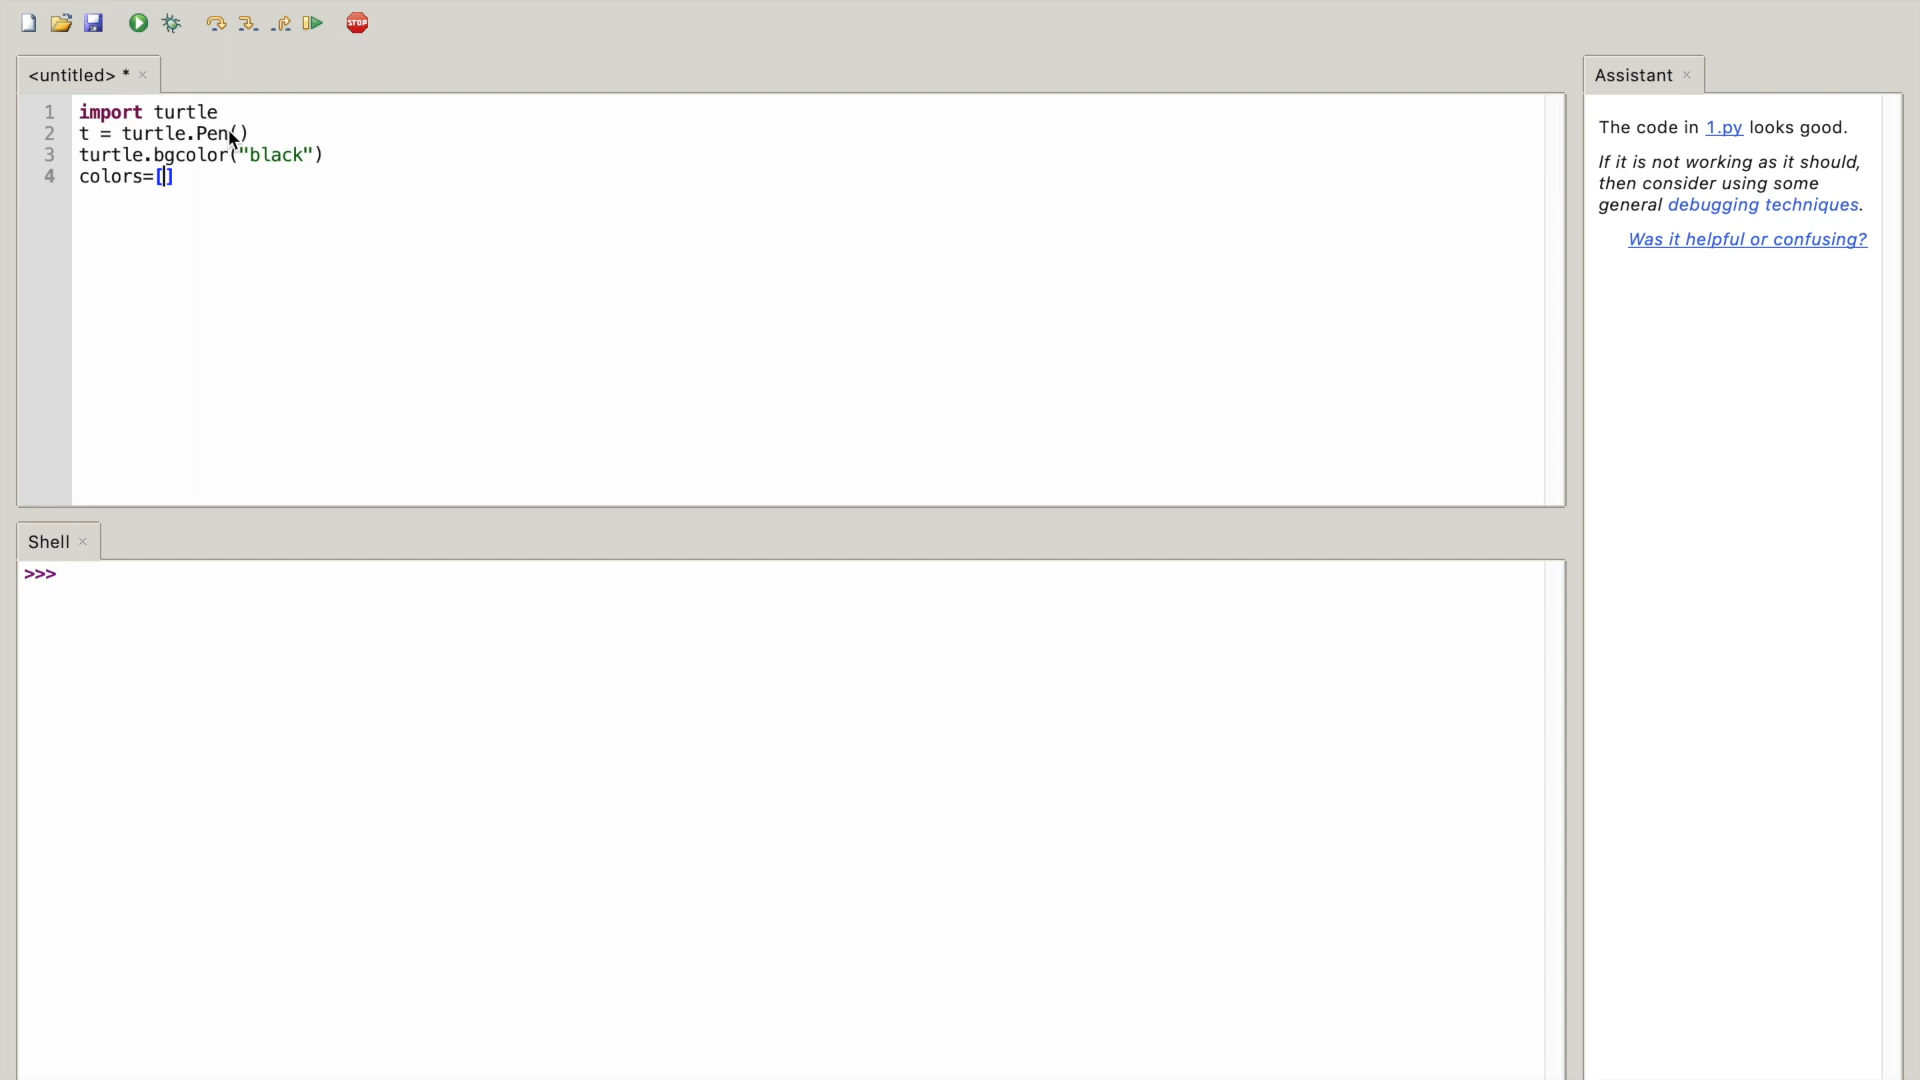 STOP
<untitled> *
1 import turtle
2 t = turtle.Pen()
3 turtle.bgcolor("black")
4 colors=[]
Assistant
The code in 1.py looks good.
If it is not working as it should,
then consider using some
general debugging techniques.
Was it helpful or confusing?
Shell
>>>